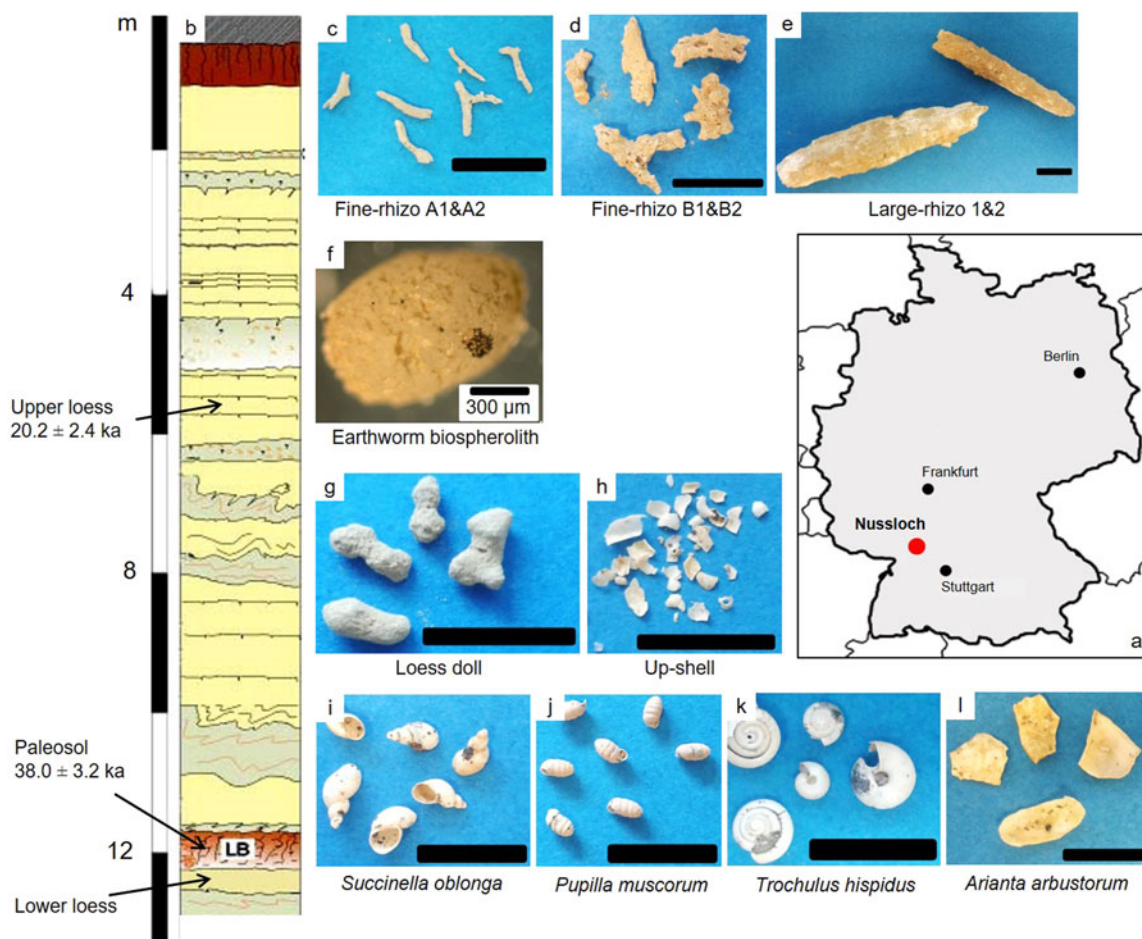 m
b
c
d
e
Fine-rhizo A1&A2
Fine-rhizo B1&B2
Large-rhizo 1&2
f
300 µm
Earthworm biospherolith
4
Upper loess
20.2 ± 2.4 ka
Berlin
Frankfurt
Nussloch
Stuttgart
a
g
h
8
Loess doll
Up-shell
i
j
k
l
Paleosol
38.0 ± 3.2 ka
LB
12
Lower loess
Succinella oblonga
Pupilla muscorum
Trochulus hispidus
Arianta arbustorum